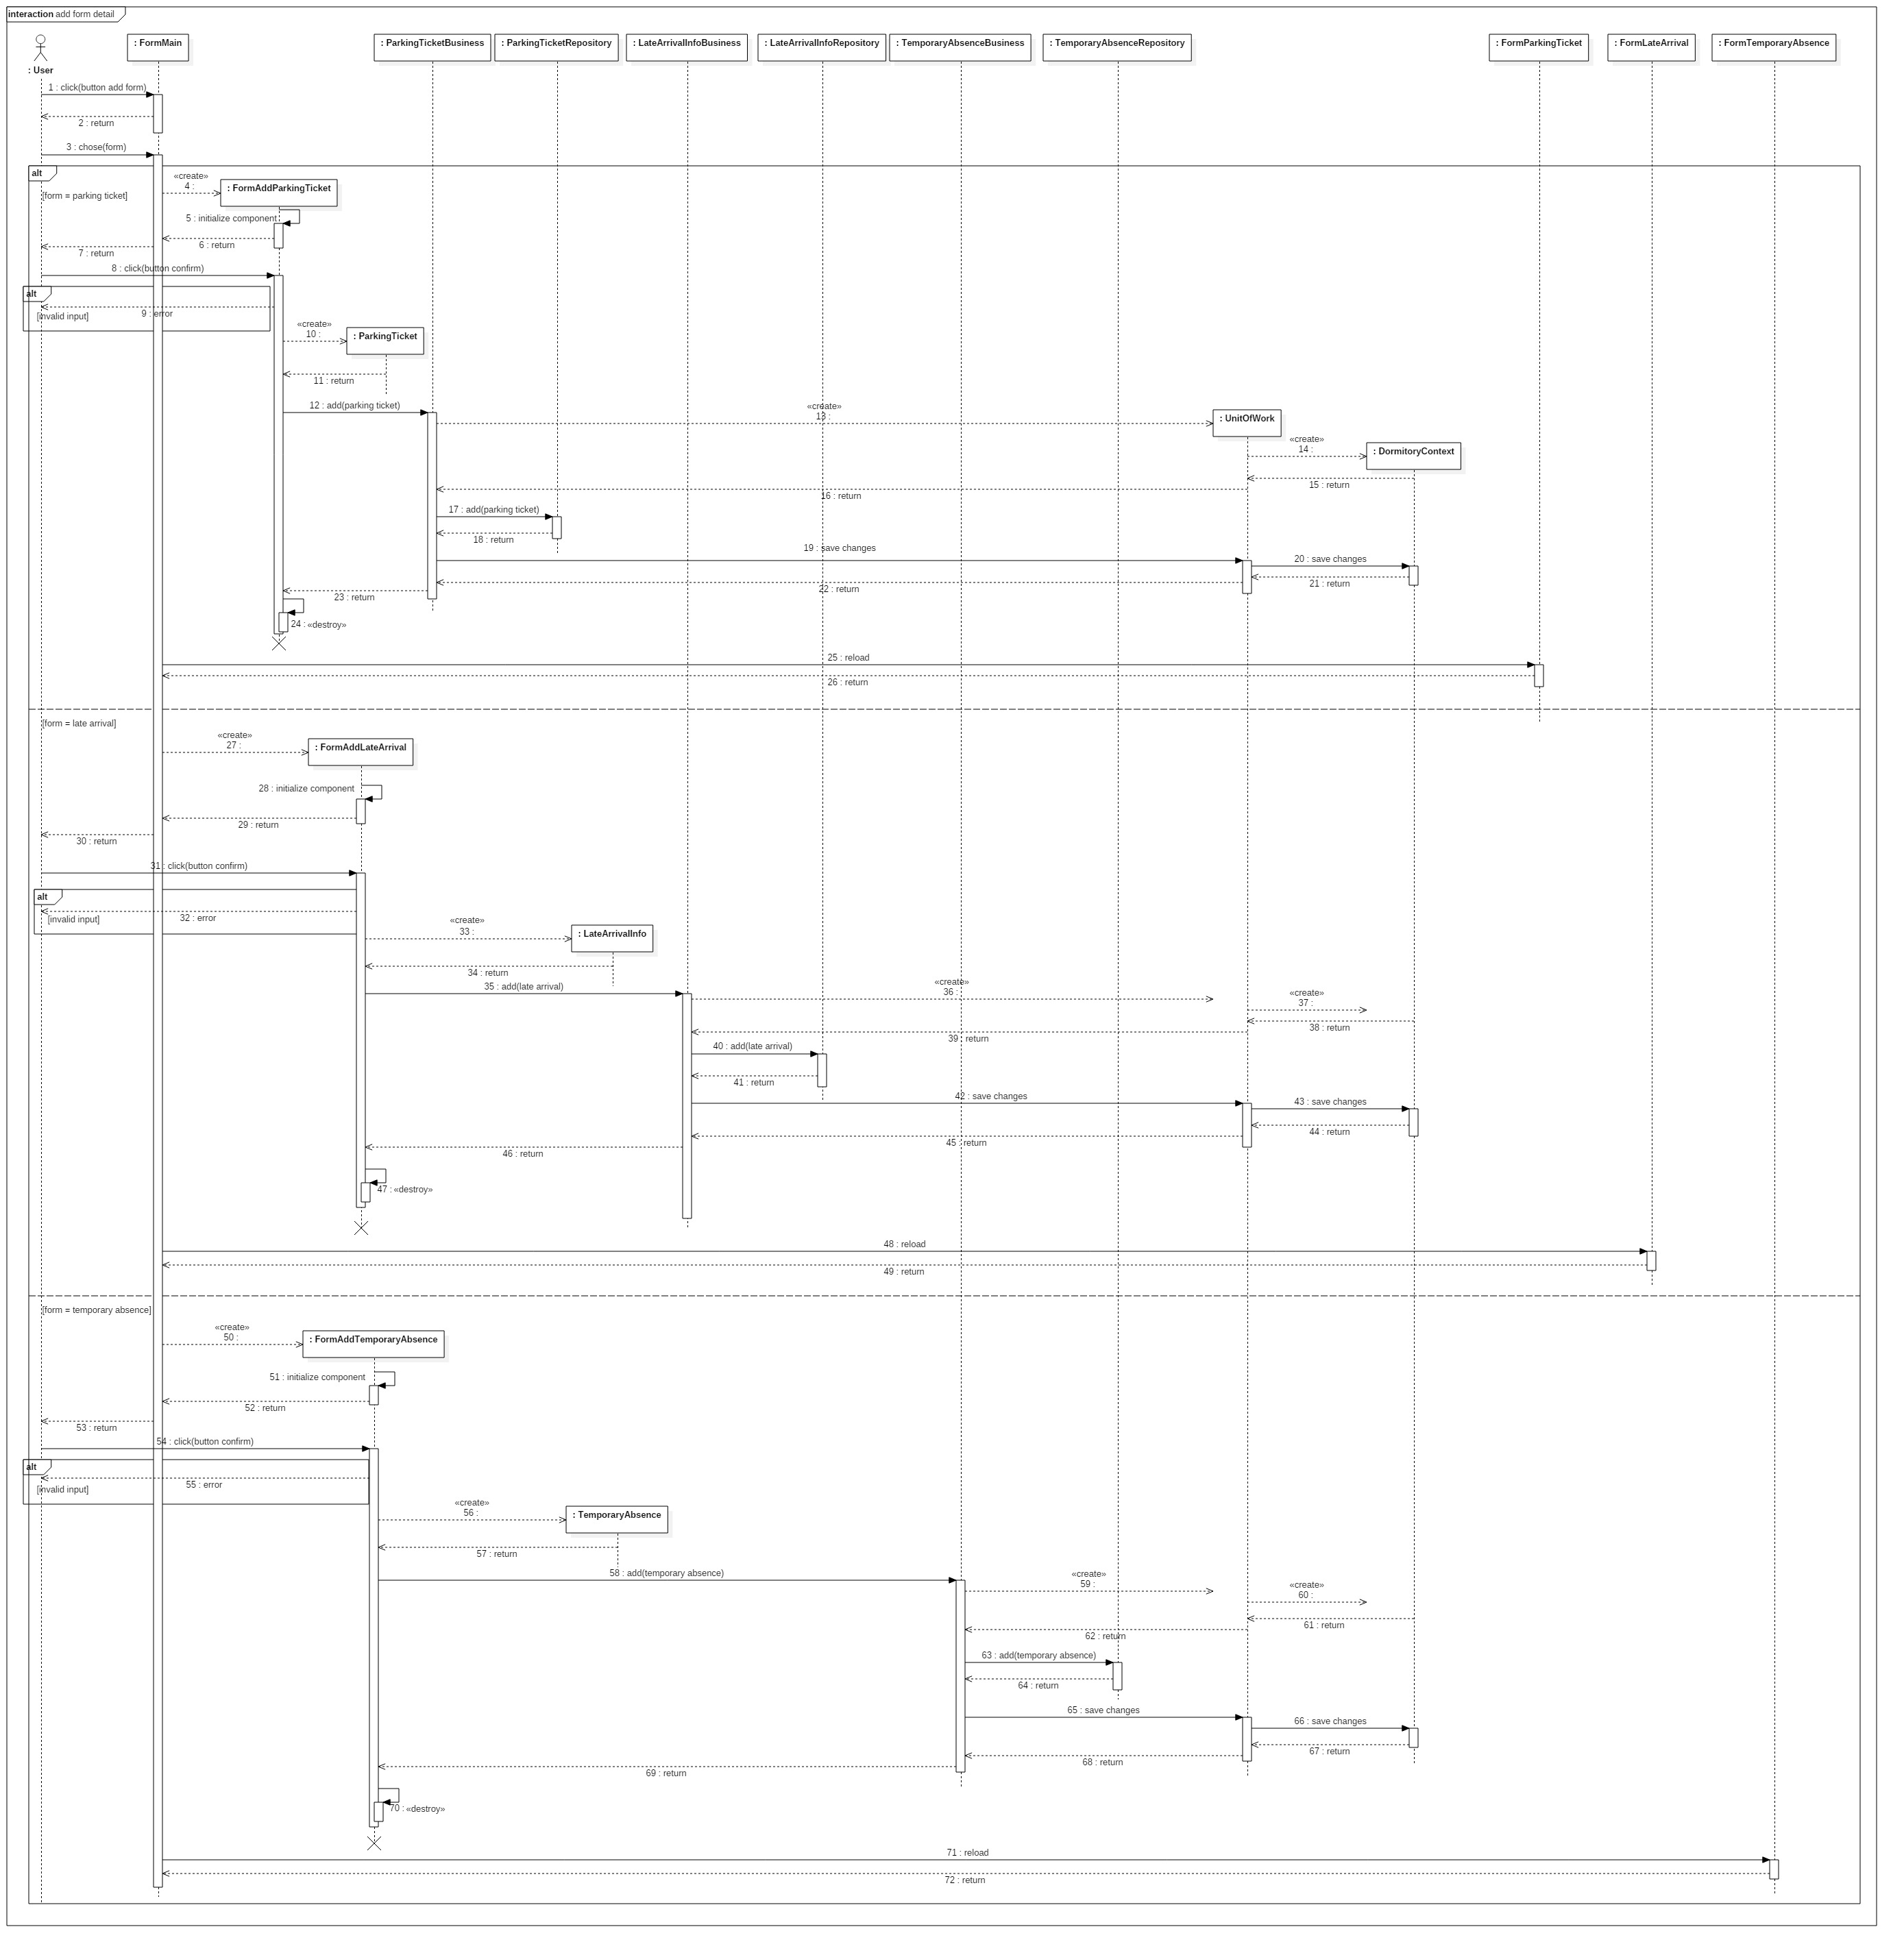 interaction add form detail
: User
: FormMain
: ParkingTicketBusiness
: ParkingTicketRepository
: LateArrivalInfoBusiness
: LateArrivalInfoRepository
: TemporaryAbsenceBusiness
: TemporaryAbsenceRepository
: FormParkingTicket
: FormLateArrival
: FormTemporaryAbsence
1 : click(button add form)
2 : return
3 : chose(form)
alt
[form = parking ticket]
«create»
4 :
: FormAddParkingTicket
5 : initialize component
6 : return
7 : return
8 : click(button confirm)
alt
[invalid input]
9 : error
«create»
10 :
: ParkingTicket
11 : return
12 : add(parking ticket)
«create»
13 :
: UnitOfWork
«create»
14 :
: DormitoryContext
15 : return
16 : return
17 : add(parking ticket)
18 : return
19 : save changes
20 : save changes
21 : return
22 : return
23 : return
24 : «destroy»
25 : reload
26 : return
[form = late arrival]
«create»
27 :
: FormAddLateArrival
28 : initialize component
29 : return
30 : return
31 : click(button confirm)
alt
[invalid input]
32 : error
«create»
33 :
: LateArrivalInfo
34 : return
35 : add(late arrival)
«create»
36 :
«create»
37 :
38 : return
39 : return
40 : add(late arrival)
41 : return
42 : save changes
43 : save changes
44 : return
45 : return
46 : return
47 : «destroy»
48 : reload
49 : return
[form = temporary absence]
«create»
50 :
: FormAddTemporaryAbsence
51 : initialize component
52 : return
53 : return
54 : click(button confirm)
alt
[invalid input]
55 : error
«create»
56 :
: TemporaryAbsence
57 : return
58 : add(temporary absence)
«create»
59 :
«create»
60 :
61 : return
62 : return
63 : add(temporary absence)
64 : return
65 : save changes
66 : save changes
67 : return
68 : return
69 : return
70 : «destroy»
71 : reload
72 : return